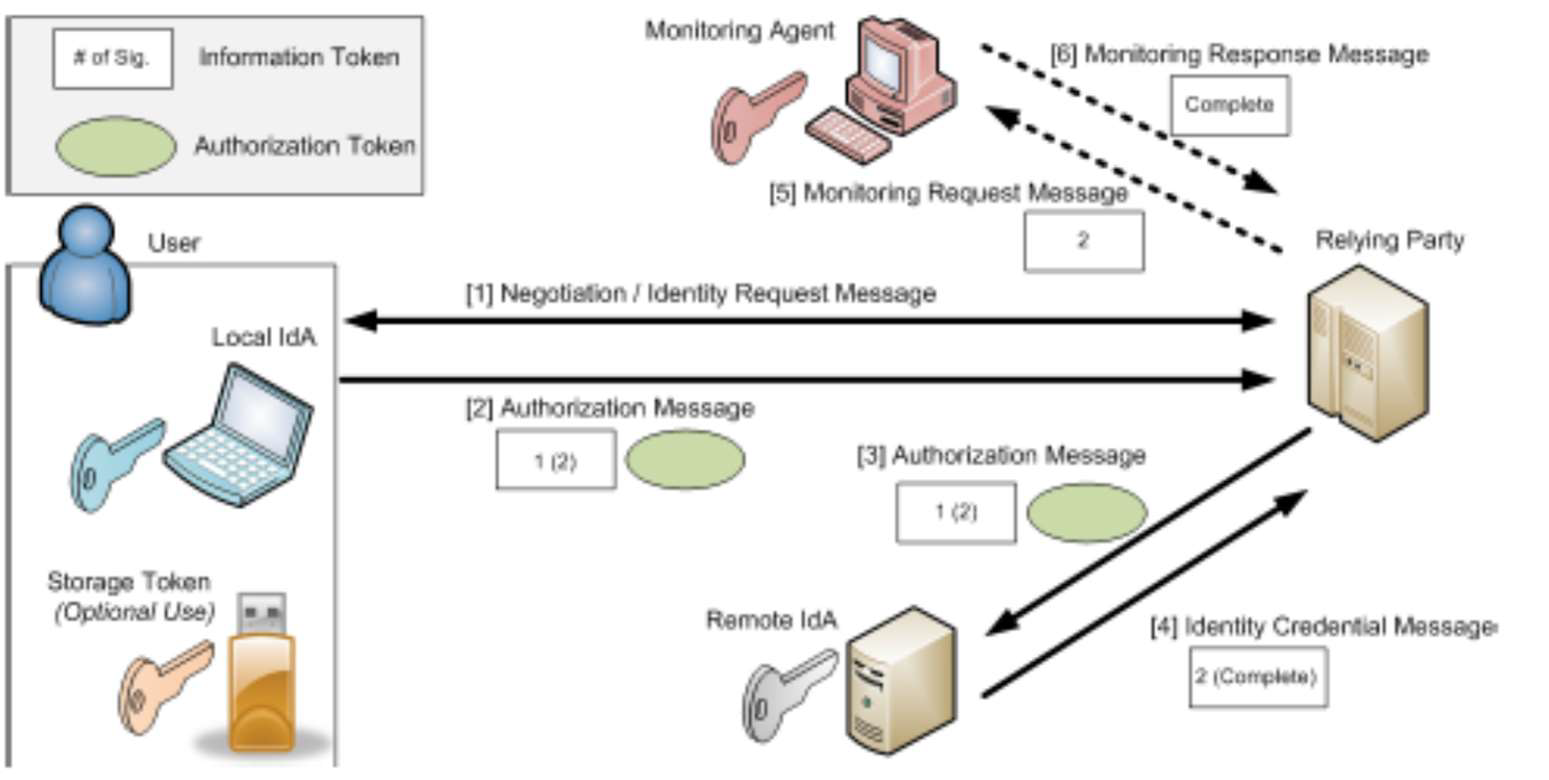 # of Sig.
Information Token
Authorization Token
Monitoring Agent
[6] Monitoring Response Message
Complete
[5] Monitoring Request Message
2
Relying Party
User
[1] Negotiation / Identity Request Message
Local IdA
[2] Authorization Message
1 (2)
[3] Authorization Message
1 (2)
Storage Token
(Optional Use)
Remote IdA
[4] Identity Credential Message
2 (Complete)